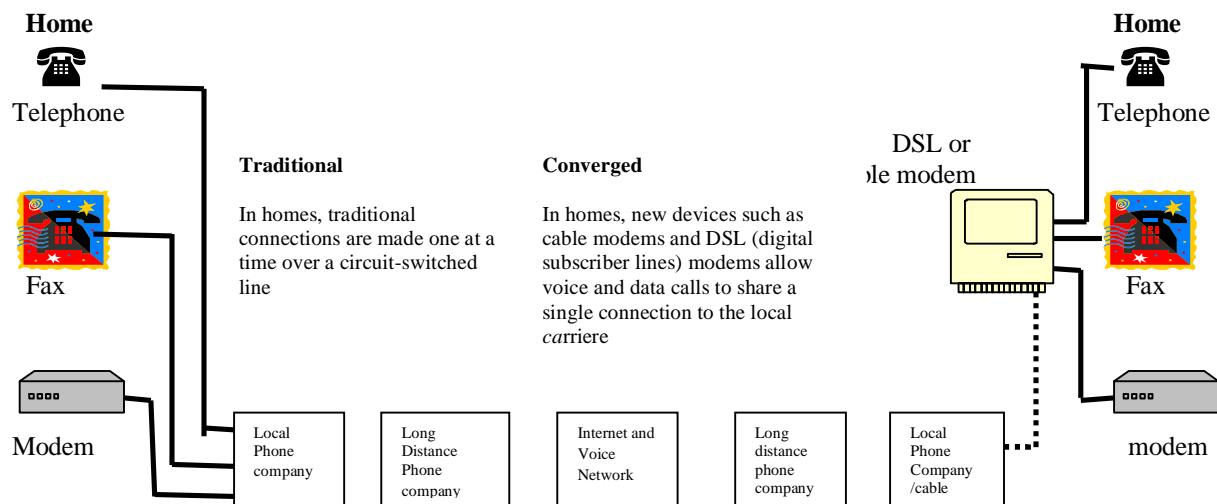 Home
Telephone
Fax
Modem
Traditional
In homes, traditional
connections are made one at a
time over a circuit-switched
line
Converged
In homes, new devices such as
cable modems and DSL (digital
subscriber lines) modems allow
voice and data calls to share a
single connection to the local
carriere
DSL or
ble modem
Home
Telephone
Fax
modem
Local
Phone
company
Long
Distance
Phone
company
Internet and
Voice
Network
Long
distance
phone
company
Local
Phone
Company
/cable